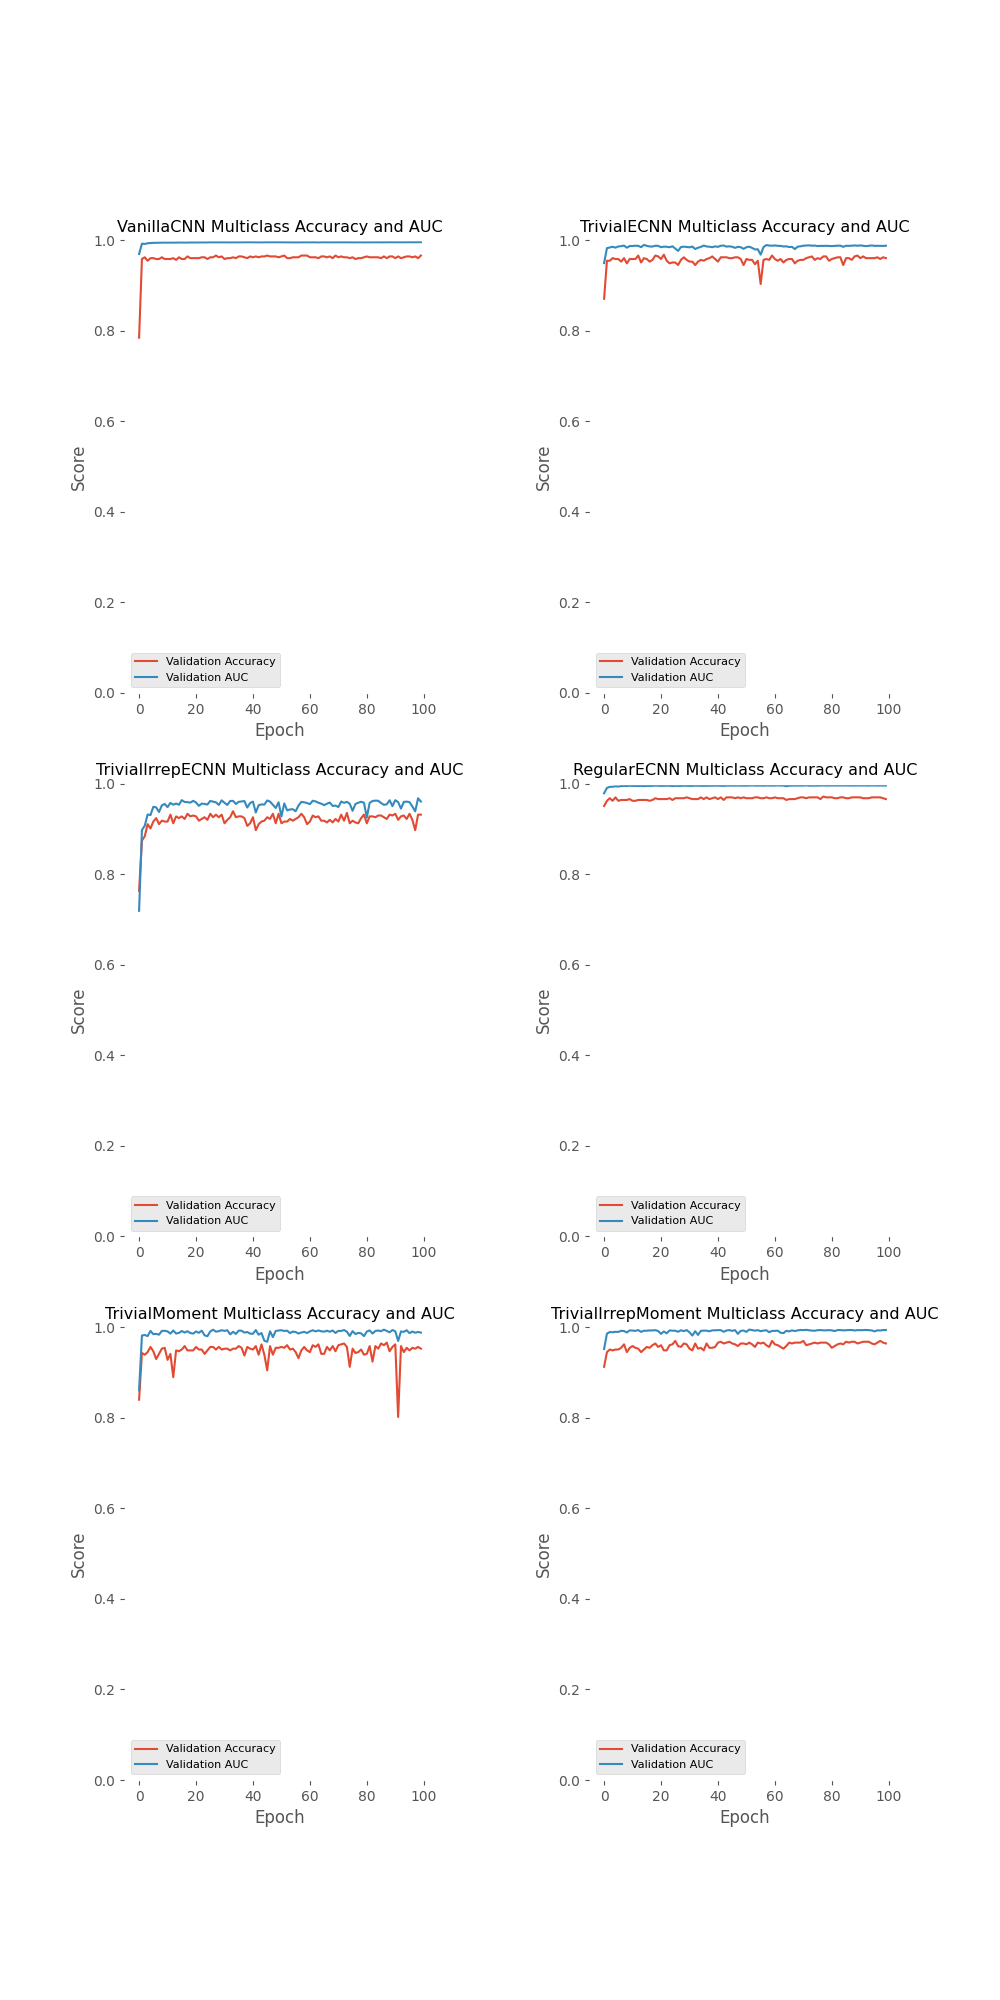 VanillaCNN Multiclass Accuracy and AUC
1.0
0.8
0.6
0.4
0.2
0.0
Score
Validation Accuracy
Validation AUC
0 20 40 60 80 100
Epoch
TrivialECNN Multiclass Accuracy and AUC
1.0
0.8
0.6
0.4
0.2
0.0
Score
Validation Accuracy
Validation AUC
0 20 40 60 80 100
Epoch
TrivialIrrepECNN Multiclass Accuracy and AUC
1.0
0.8
0.6
0.4
0.2
0.0
Score
Validation Accuracy
Validation AUC
0 20 40 60 80 100
Epoch
RegularECNN Multiclass Accuracy and AUC
1.0
0.8
0.6
0.4
0.2
0.0
Score
Validation Accuracy
Validation AUC
0 20 40 60 80 100
Epoch
TrivialMoment Multiclass Accuracy and AUC
1.0
0.8
0.6
0.4
0.2
0.0
Score
Validation Accuracy
Validation AUC
0 20 40 60 80 100
Epoch
TrivialIrrepMoment Multiclass Accuracy and AUC
1.0
0.8
0.6
0.4
0.2
0.0
Score
Validation Accuracy
Validation AUC
0 20 40 60 80 100
Epoch